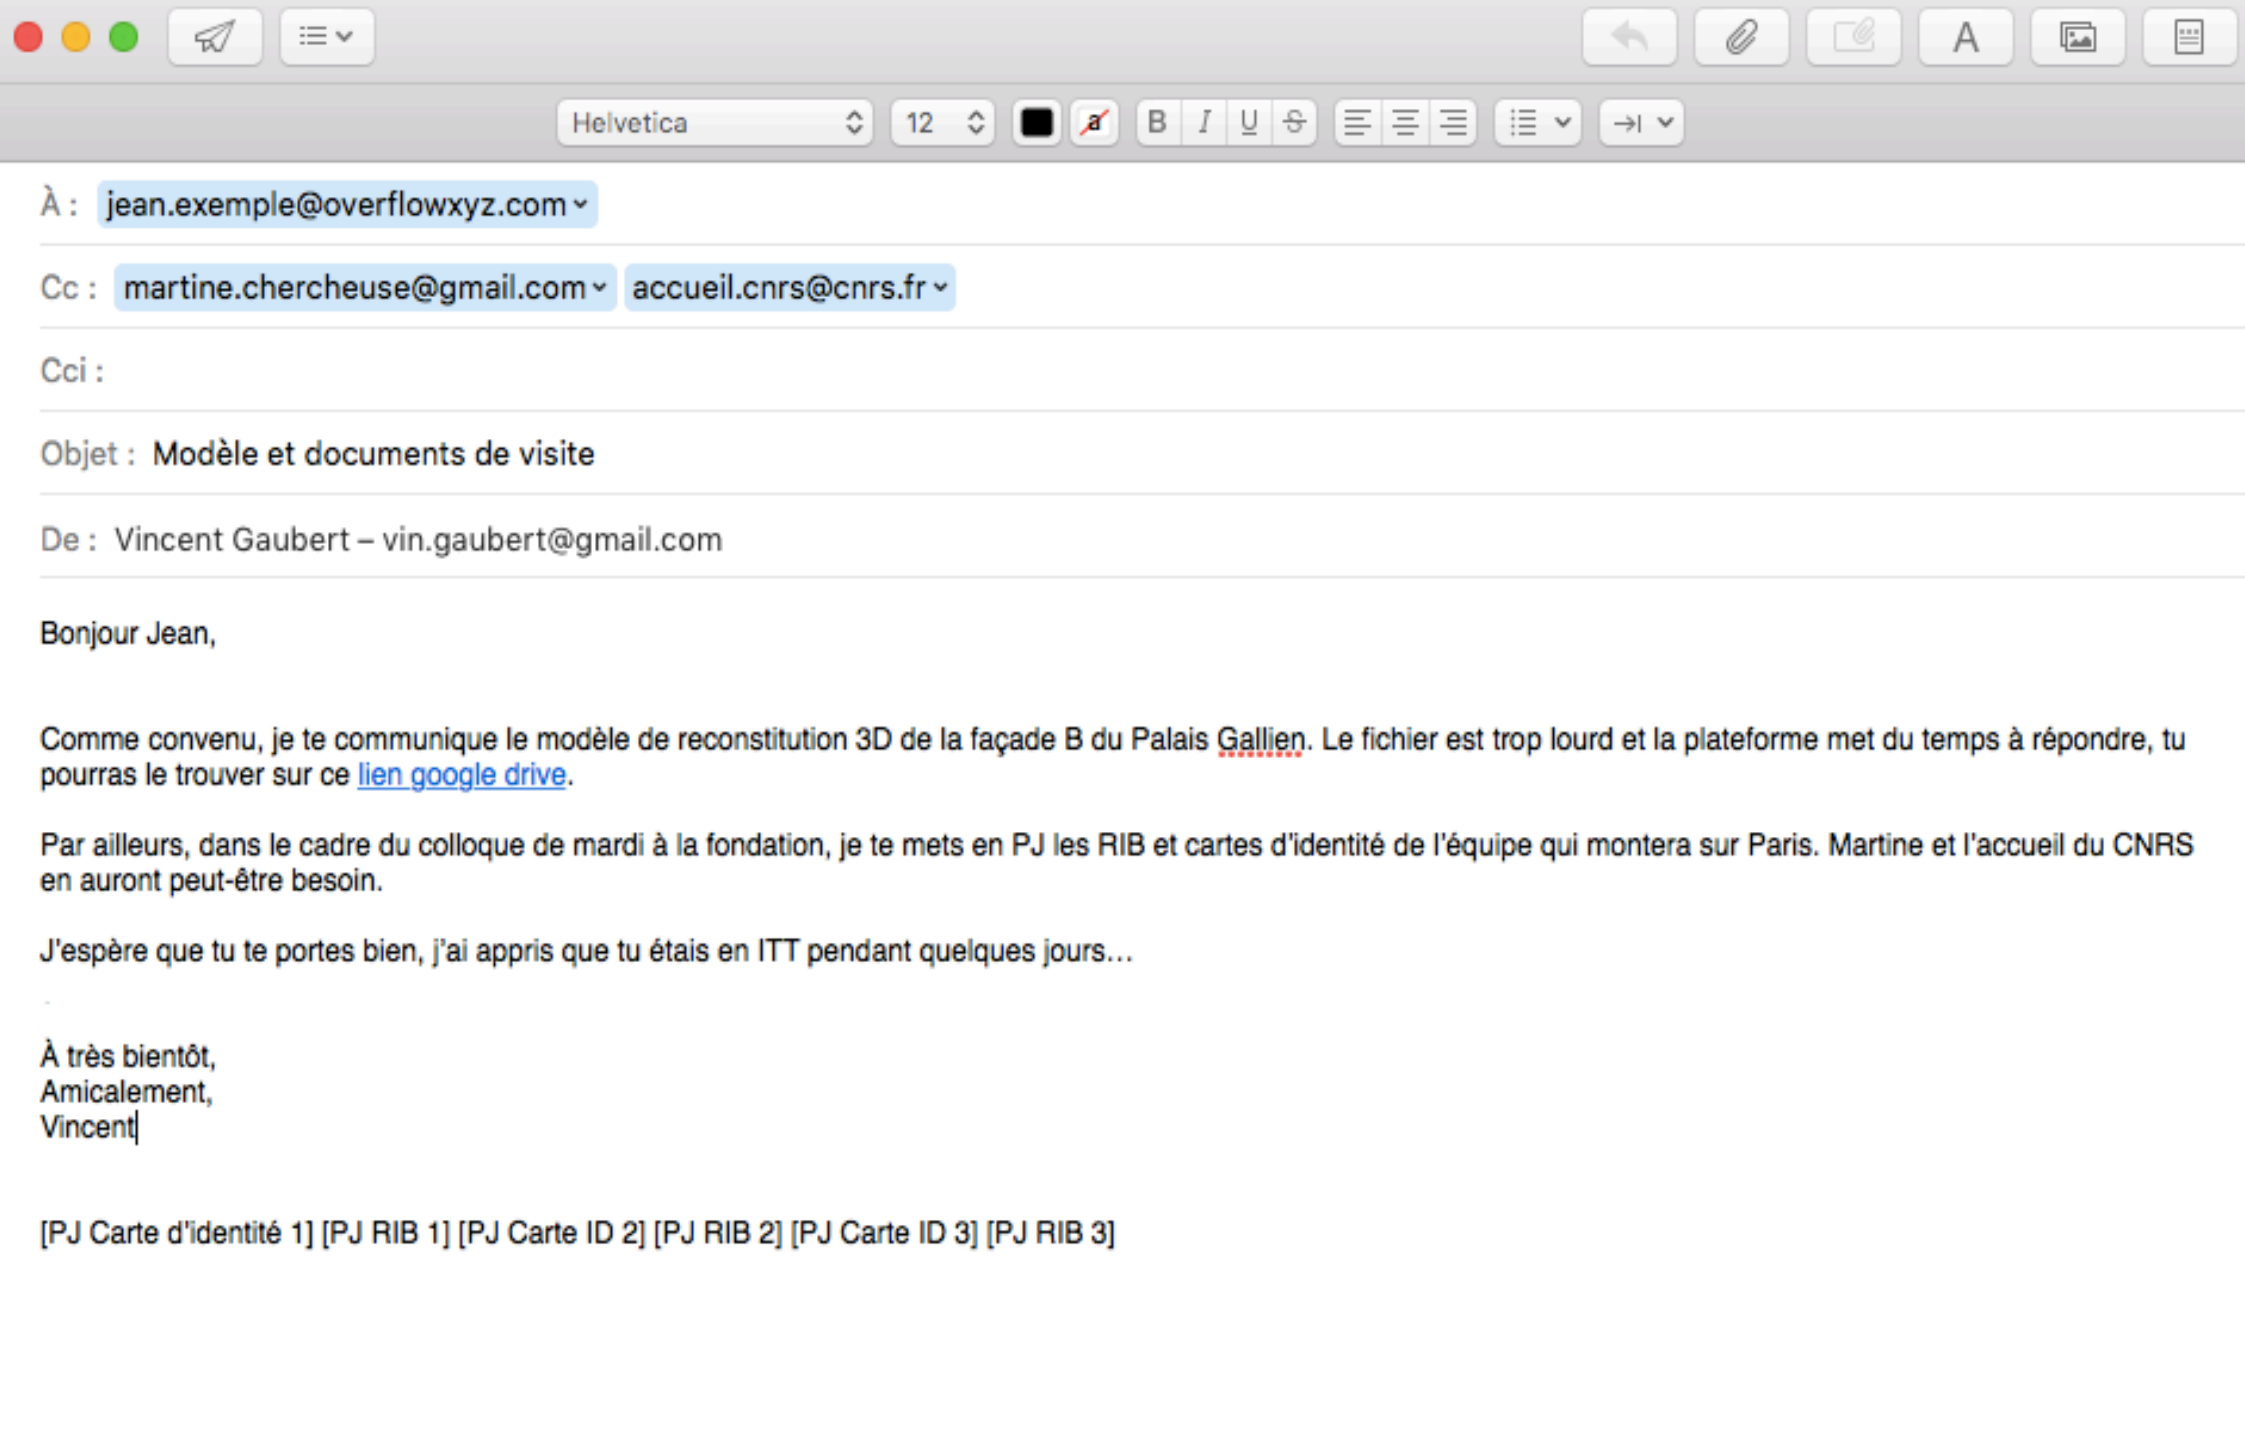 Helvetica 12 a B I U S
À : jean.exemple@overflowxyz.com
Cc : martine.chercheuse@gmail.com accueil.cnrs@cnrs.fr
Cci :
Objet : Modèle et documents de visite
De : Vincent Gaubert – vin.gaubert@gmail.com
Bonjour Jean,
Comme convenu, je te communique le modèle de reconstitution 3D de la façade B du Palais Gallien. Le fichier est trop lourd et la plateforme met du temps à répondre, tu
pourras le trouver sur ce lien google drive.
Par ailleurs, dans le cadre du colloque de mardi à la fondation, je te mets en PJ les RIB et cartes d'identité de l'équipe qui montera sur Paris. Martine et l'accueil du CNRS
en auront peut-être besoin.
J'espère que tu te portes bien, j'ai appris que tu étais en ITT pendant quelques jours...
À très bientôt,
Amicalement,
Vincent
[PJ Carte d'identité 1] [PJ RIB 1] [PJ Carte ID 2] [PJ RIB 2] [PJ Carte ID 3] [PJ RIB 3]